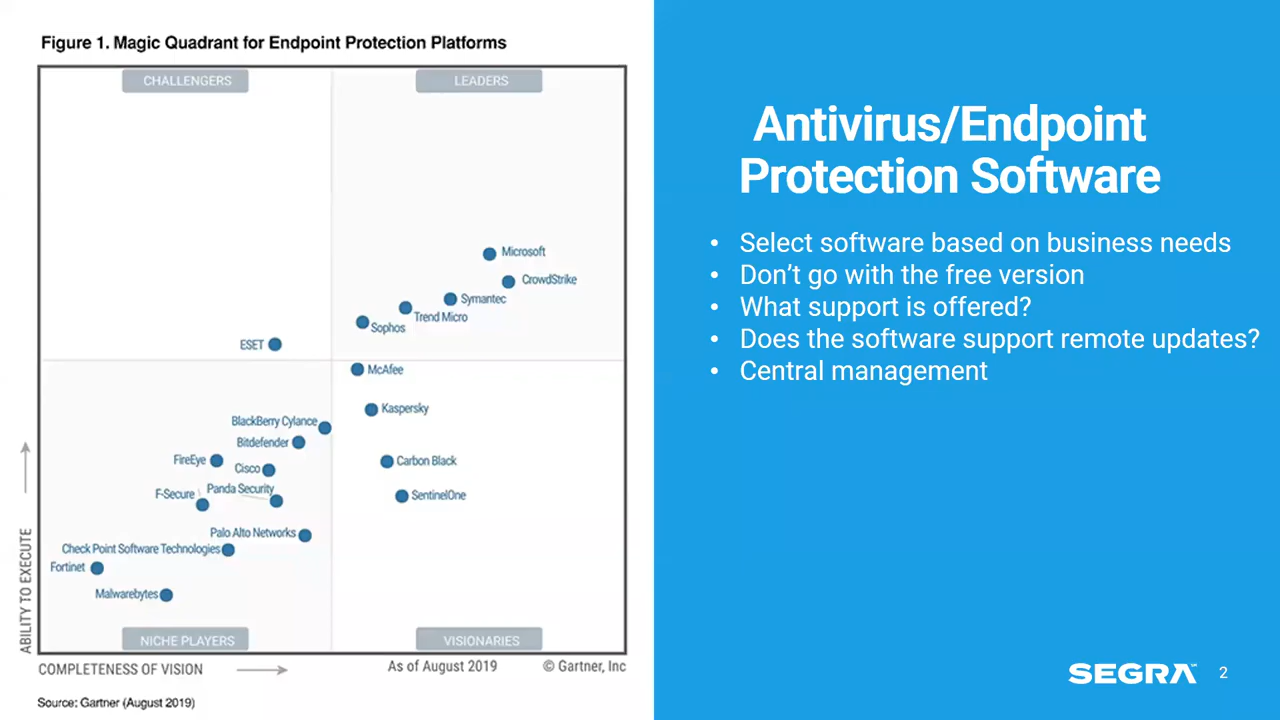 Figure 1. Magic Quadrant for Endpoint Protection Platforms
CHALLENGERS
LEADERS
Microsoft
CrowdStrike
Symantec
Trend Micro
Sophos
ESET
McAfee
Kaspersky
BlackBerry Cylance
Bitdefender
FireEye
Cisco
Carbon Black
Panda Security
F-Secure
SentinelOne
Palo Alto Networks
Check Point Software Technologies
Fortinet
Malwarebytes
NICHE PLAYERS
VISIONARIES
ABILITY TO EXECUTE
COMPLETENESS OF VISION
As of August 2019
© Gartner, Inc
Source: Gartner (August 2019)
Antivirus/Endpoint
Protection Software
• Select software based on business needs
• Don’t go with the free version
• What support is offered?
• Does the software support remote updates?
• Central management
SEGRA
2